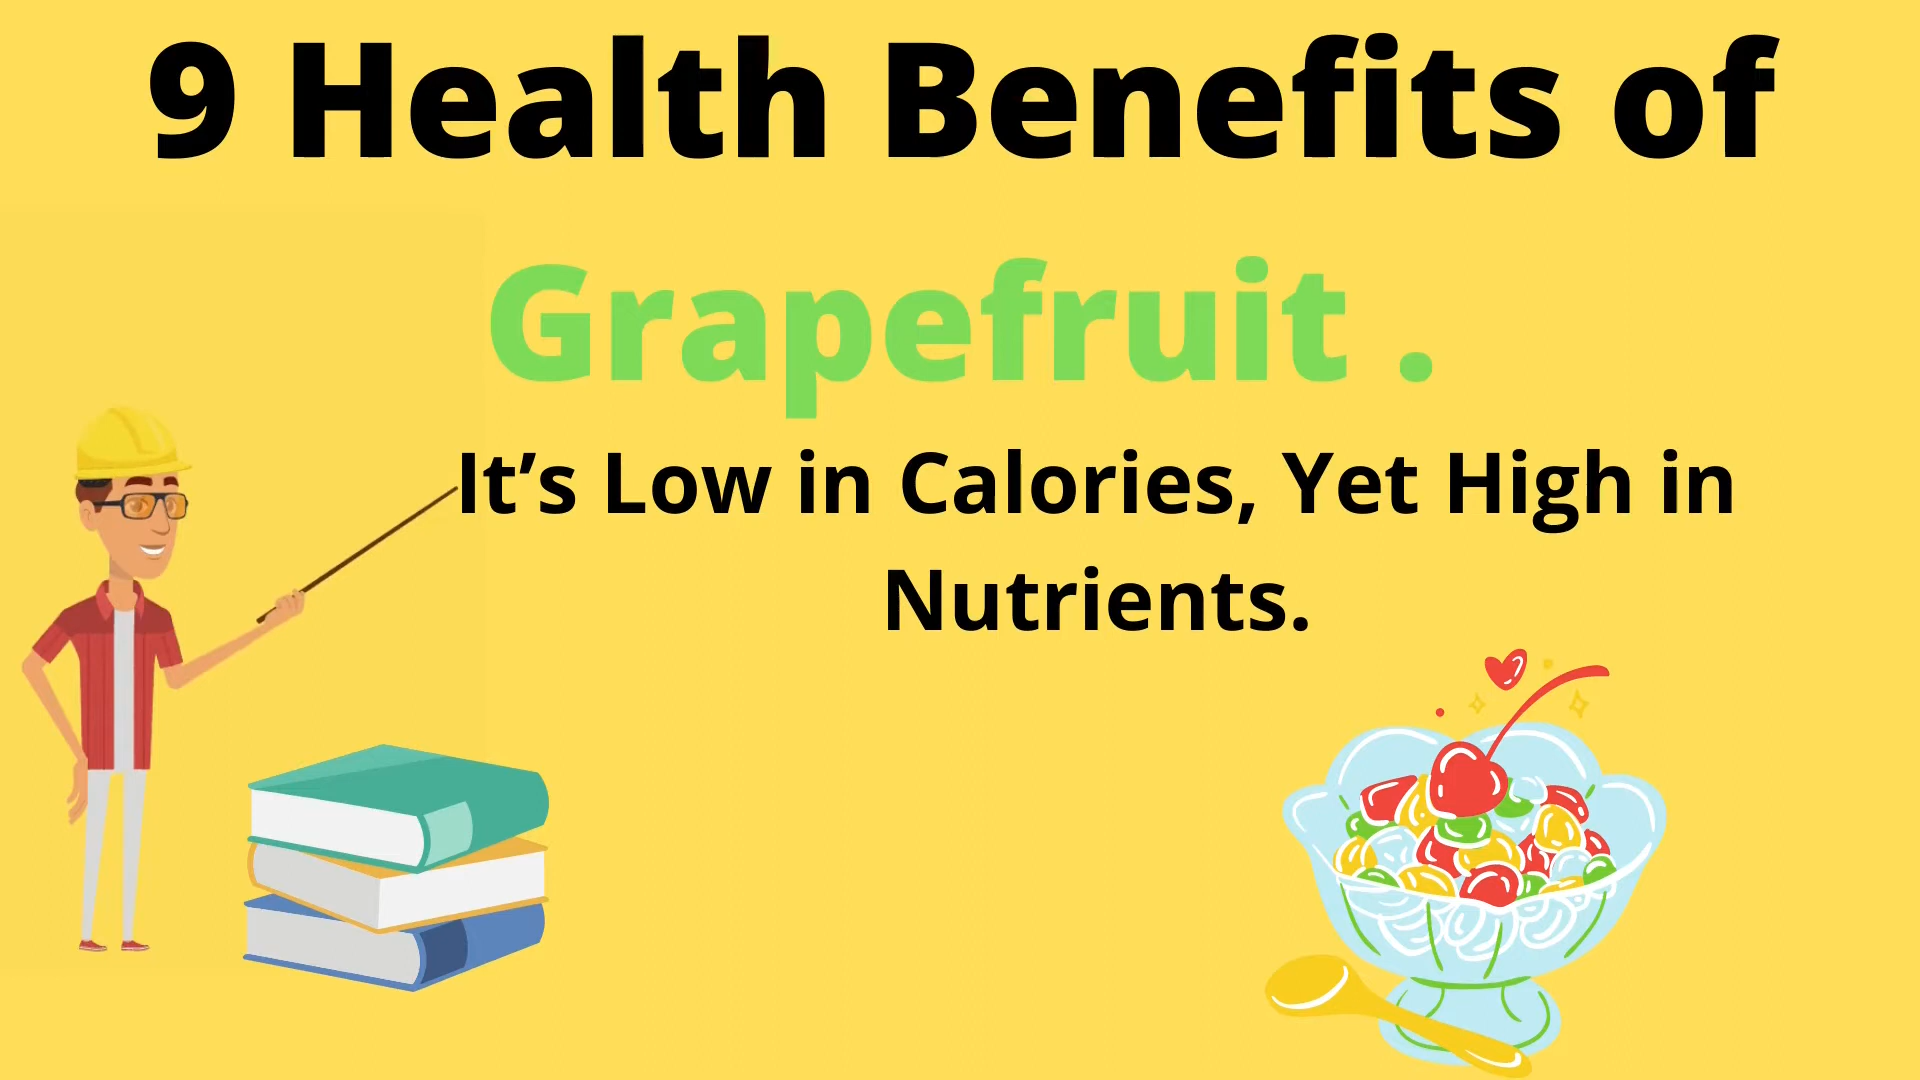 9 Health Benefits of
Grapefruit .
It’s Low in Calories, Yet High in
Nutrients.